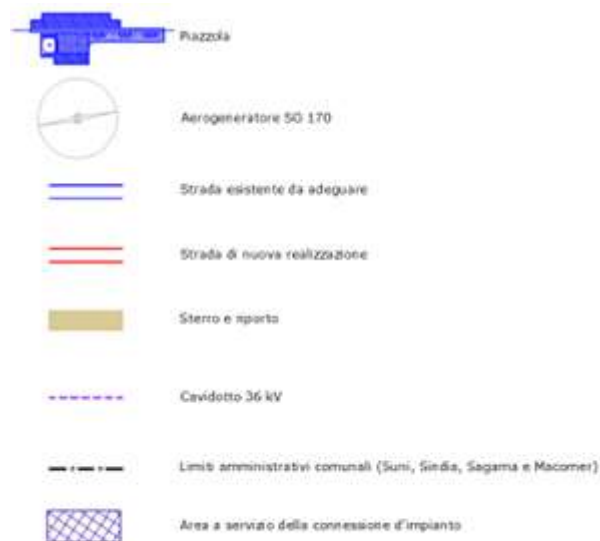 Piazzola
Aerogeneratore SG 170
Strada esistente da adeguare
Strada di nuova realizzazione
Sterro e riporto
Cavidotto 36 kV
Limiti amministrativi comunali (Suni, Sindia, Sagama e Macomer)
Area a servizio della connessione d'impianto